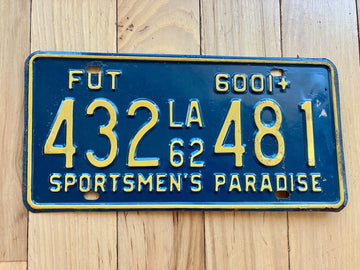 FUT 6001+
432 LA 62 481
SPORTSMEN'S PARADISE